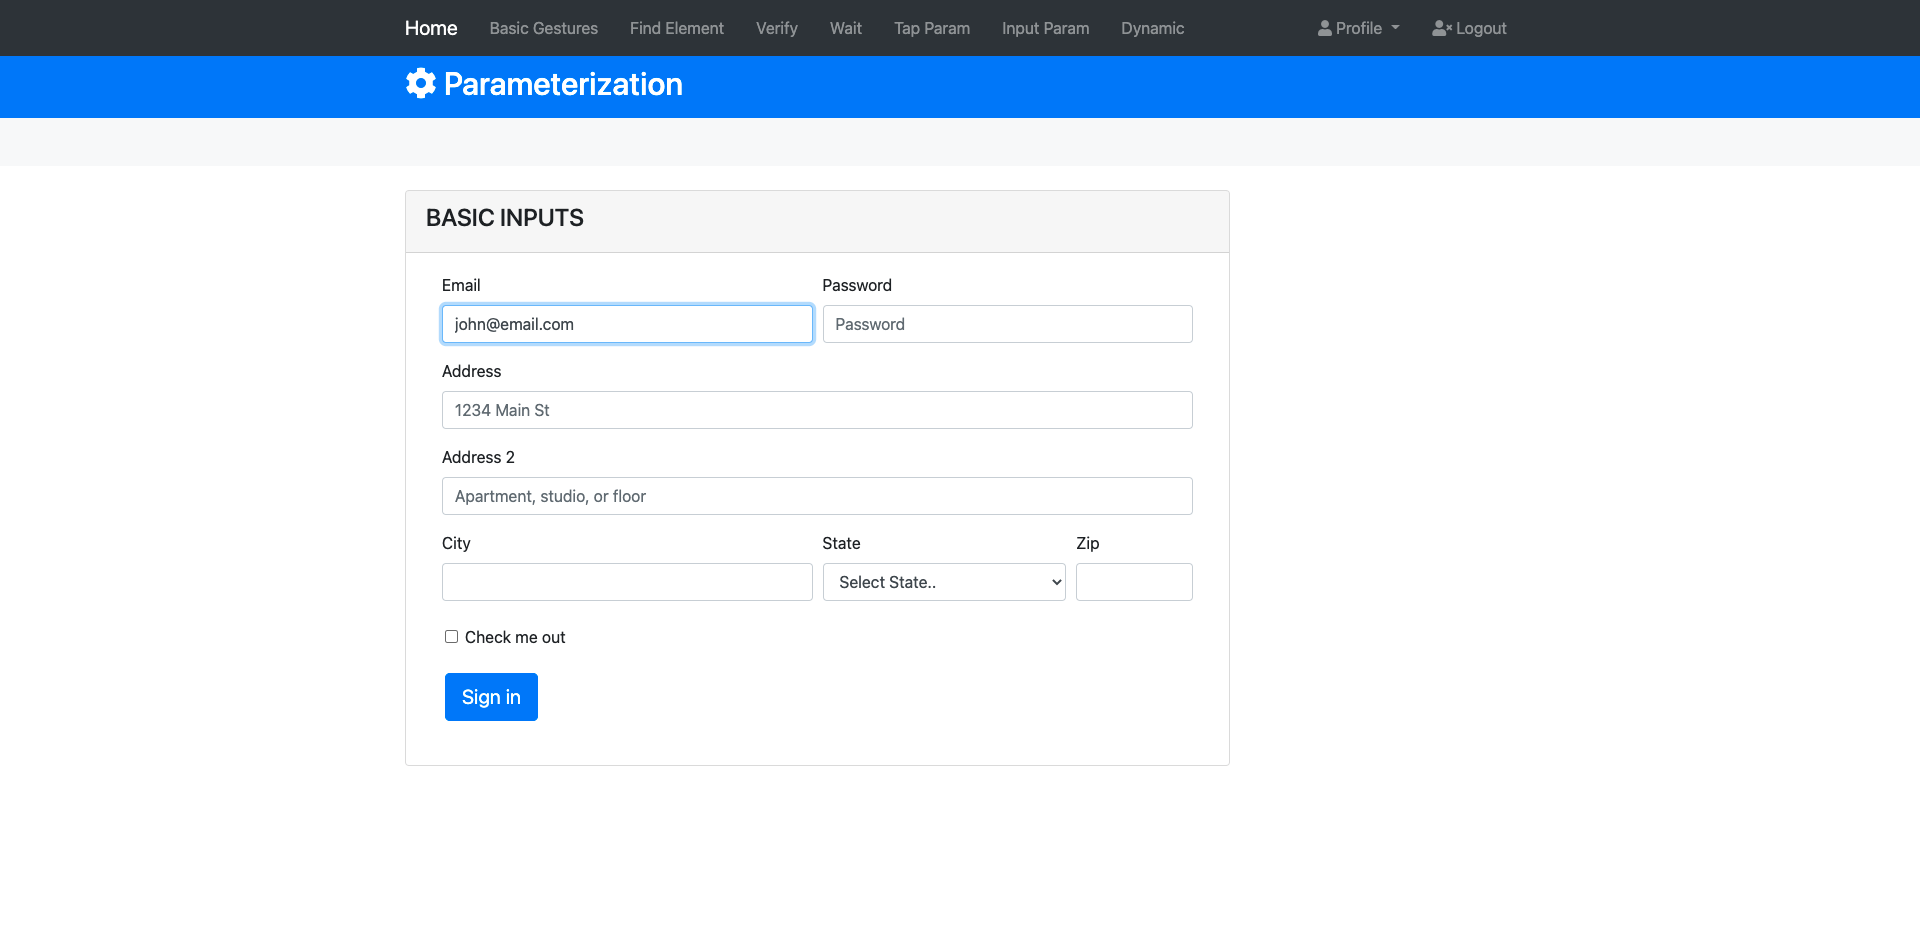 Home Basic Gestures Find Element Verify Wait Tap Param Input Param Dynamic Profile Logout
Parameterization
BASIC INPUTS
Email Password
john@email.com Password
Address
1234 Main St
Address 2
Apartment, studio, or floor
City State Zip
Select State..
Check me out
Sign in